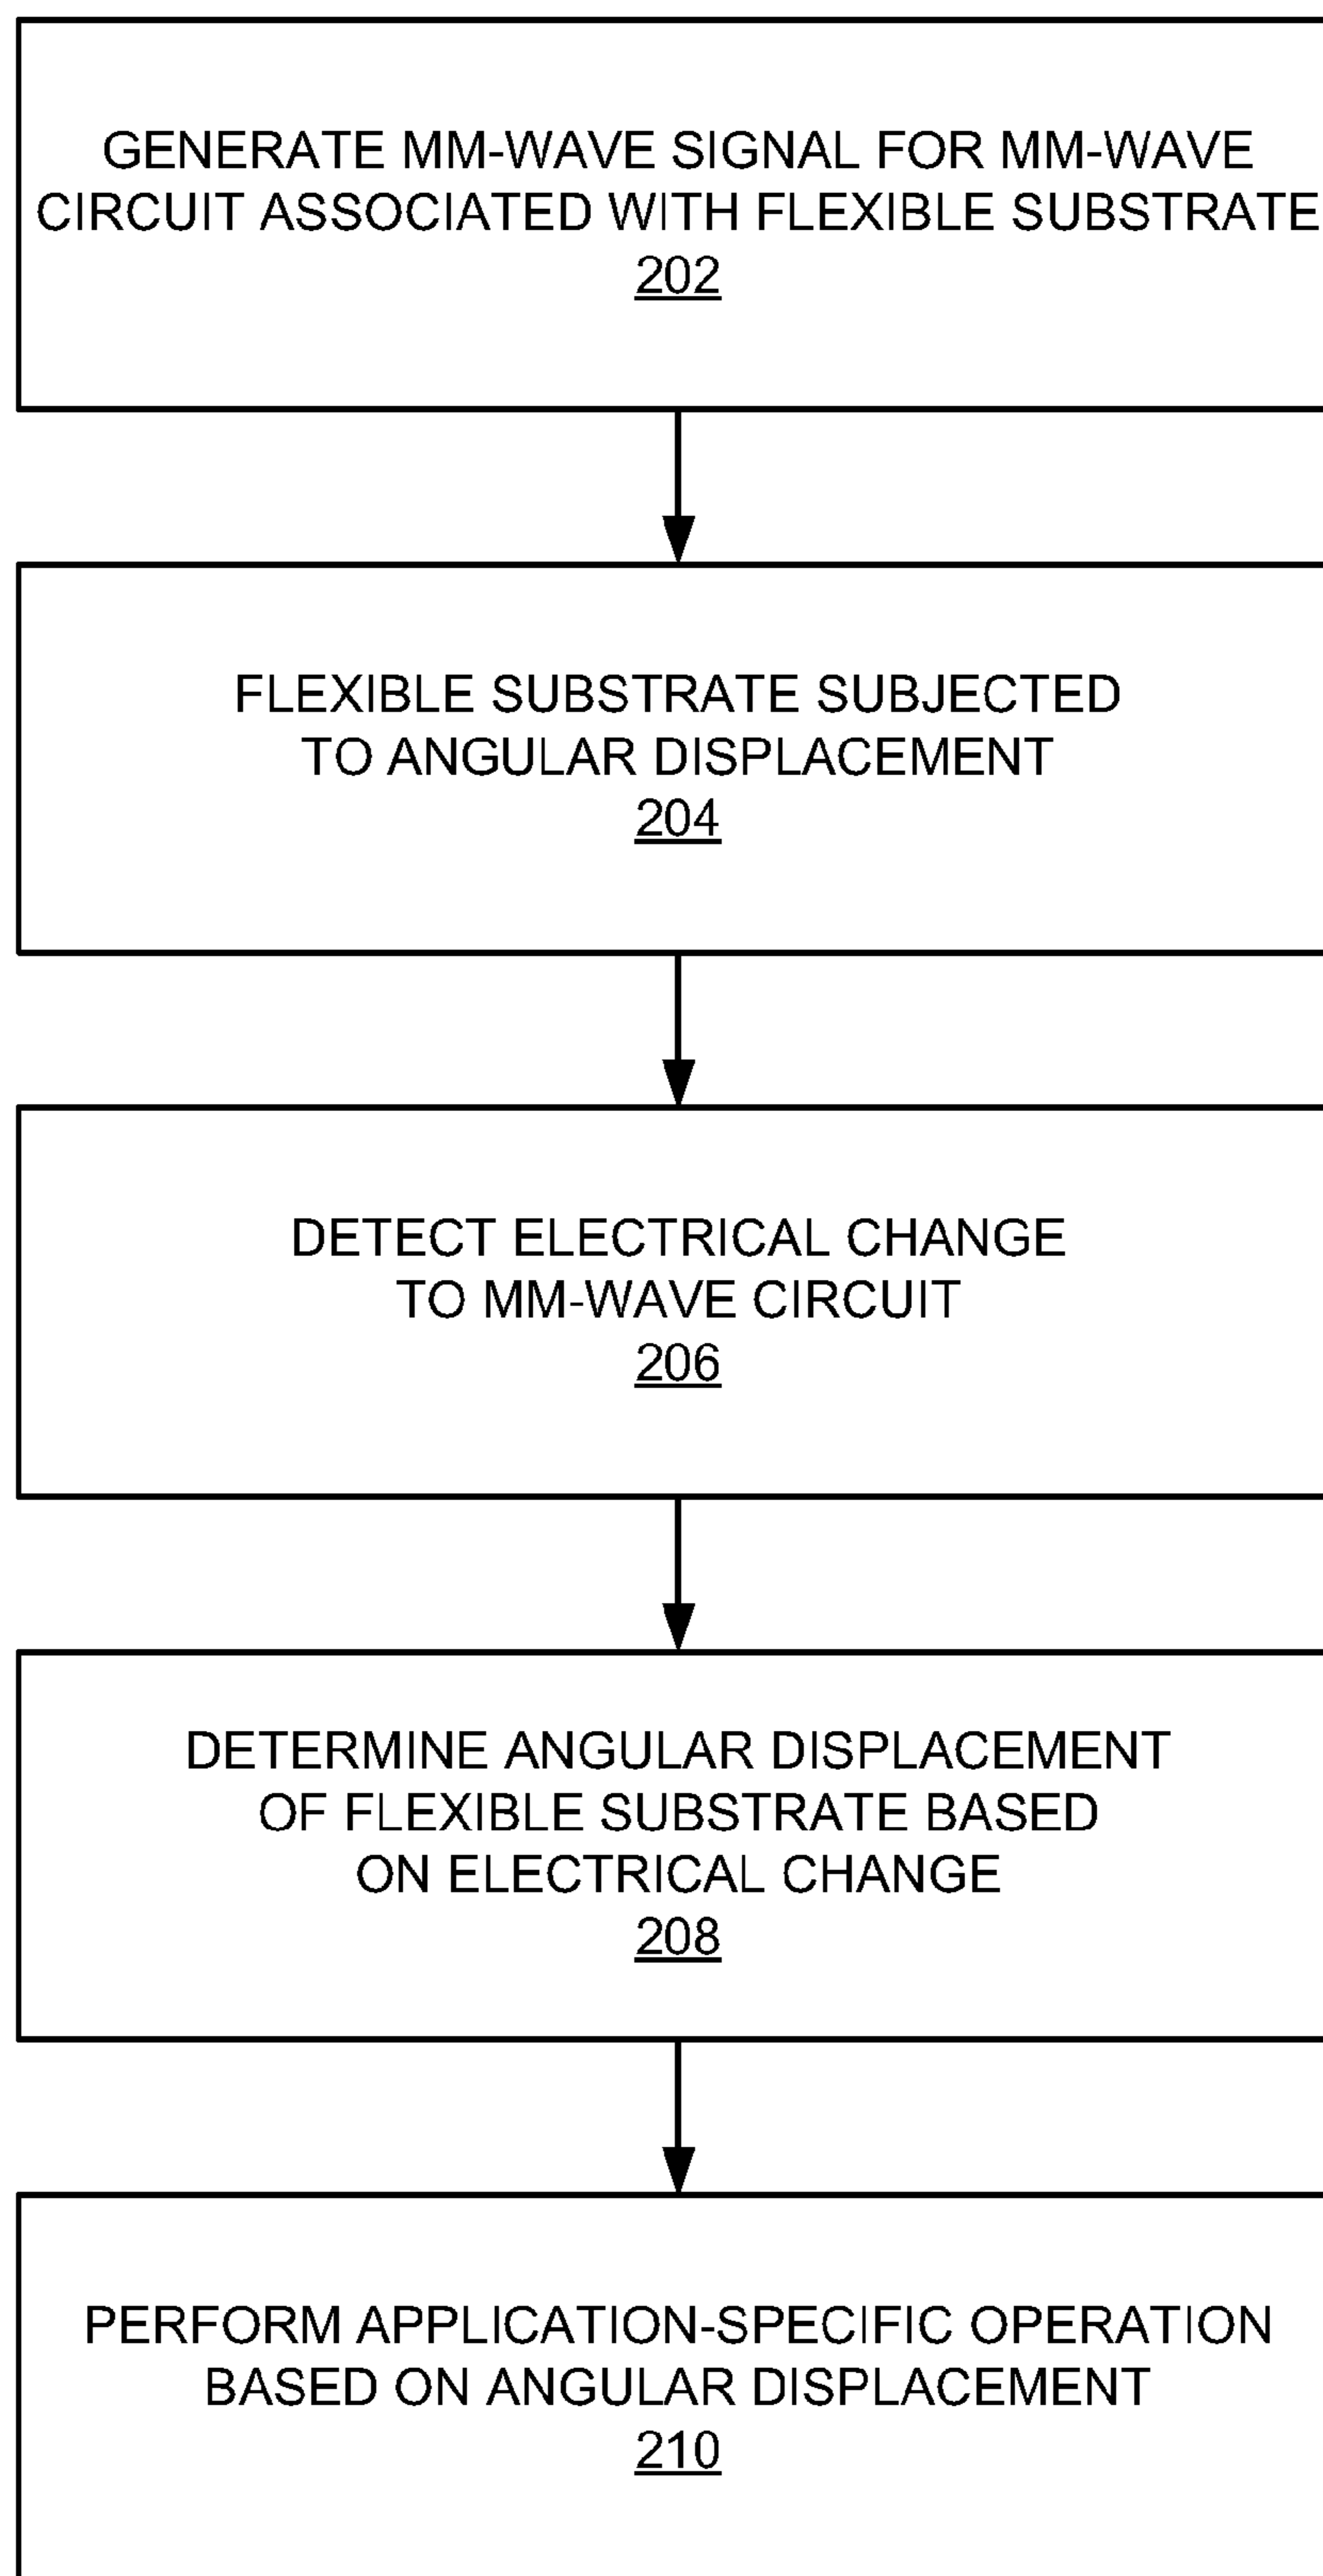 GENERATE MM-WAVE SIGNAL FOR MM-WAVE
CIRCUIT ASSOCIATED WITH FLEXIBLE SUBSTRATE
202
FLEXIBLE SUBSTRATE SUBJECTED
TO ANGULAR DISPLACEMENT
204
DETECT ELECTRICAL CHANGE
TO MM-WAVE CIRCUIT
206
DETERMINE ANGULAR DISPLACEMENT
OF FLEXIBLE SUBSTRATE BASED
ON ELECTRICAL CHANGE
208
PERFORM APPLICATION-SPECIFIC OPERATION
BASED ON ANGULAR DISPLACEMENT
210